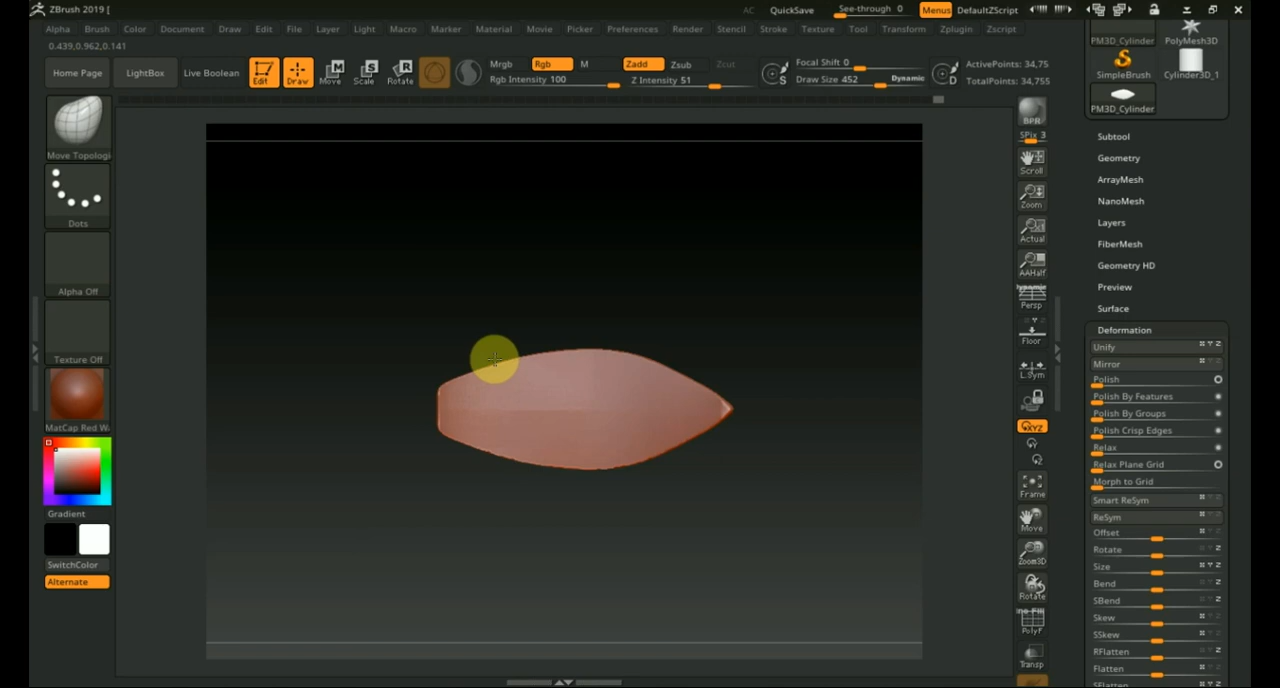 ZBrush 2019 [
AC QuickSave See-through 0 Menus DefaultZScript
Alpha Brush Color Document Draw Edit File Layer Light Macro Marker Material Movie Picker Preferences Render Stencil Stroke Texture Tool Transform Zplugin Zscript
0.439,0.962,0.141
Home Page LightBox Live Boolean Edit Draw Move Scale Rotate
Mrgb Rgb M Zadd Zsub Zcut
Rgb Intensity 100 Z Intensity 51
Focal Shift 0
Draw Size 452 Dynamic
ActivePoints: 34,75
TotalPoints: 34,755
S
D
Move Topologi
Dots
Alpha Off
Texture Off
MatCap Red Wa
Gradient
SwitchColor
Alternate
BPR
SPix 3
Scroll
Zoom
Actual
AAHalf
Dynamic
Persp
Floor
L.Sym
XYZ
Frame
Move
Zoom3D
Rotate
Line Fill
PolyF
Transp
PM3D_Cylinder PolyMesh3D
SimpleBrush Cylinder3D_1
PM3D_Cylinder
Subtool
Geometry
ArrayMesh
NanoMesh
Layers
FiberMesh
Geometry HD
Preview
Surface
Deformation
Unify
Mirror
Polish
Polish By Features
Polish By Groups
Polish Crisp Edges
Relax
Relax Plane Grid
Morph to Grid
Smart ReSym
ReSym
Offset
Rotate
Size
Bend
SBend
Skew
SSkew
RFlatten
Flatten
SFlatten